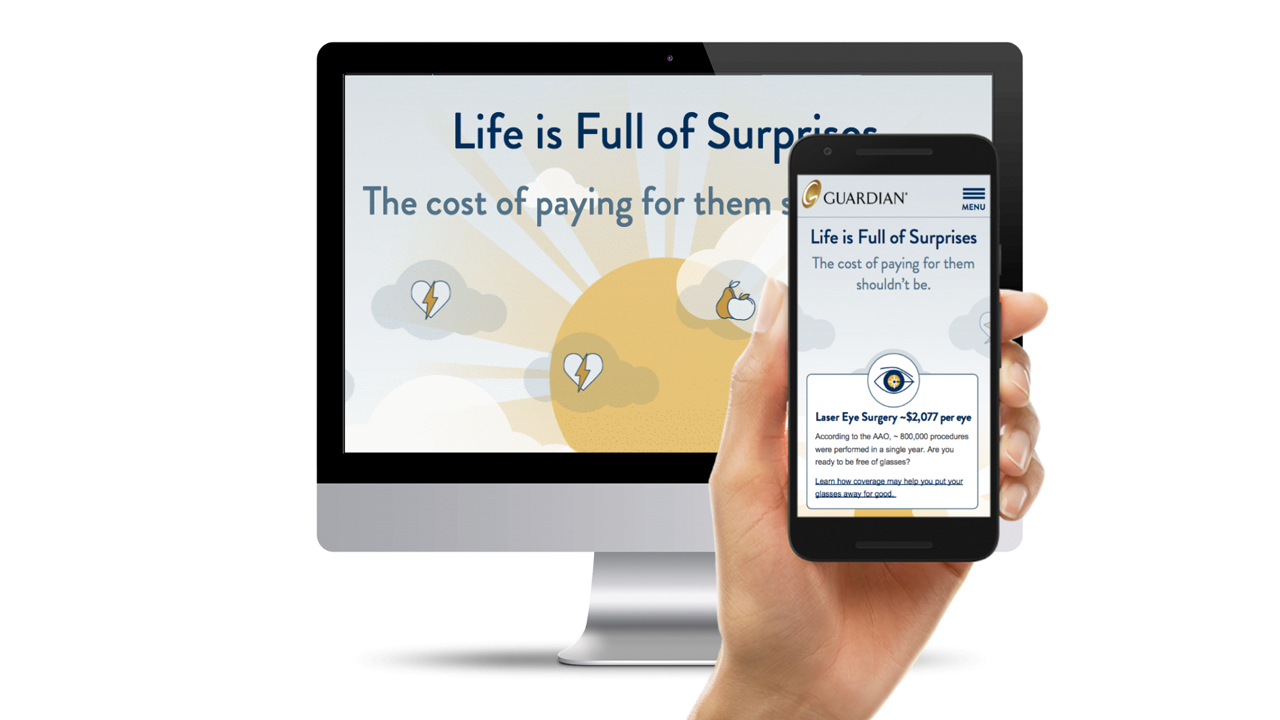 Life is Full of Surprises
The cost of paying for them s
GUARDIAN®
MENU
Life is Full of Surprises
The cost of paying for them
shouldn't be.
Laser Eye Surgery ~$2,077 per eye
According to the AAO, ~ 800,000 procedures
were performed in a single year. Are you
ready to be free of glasses?
Learn how coverage may help you put your
glasses away for good.